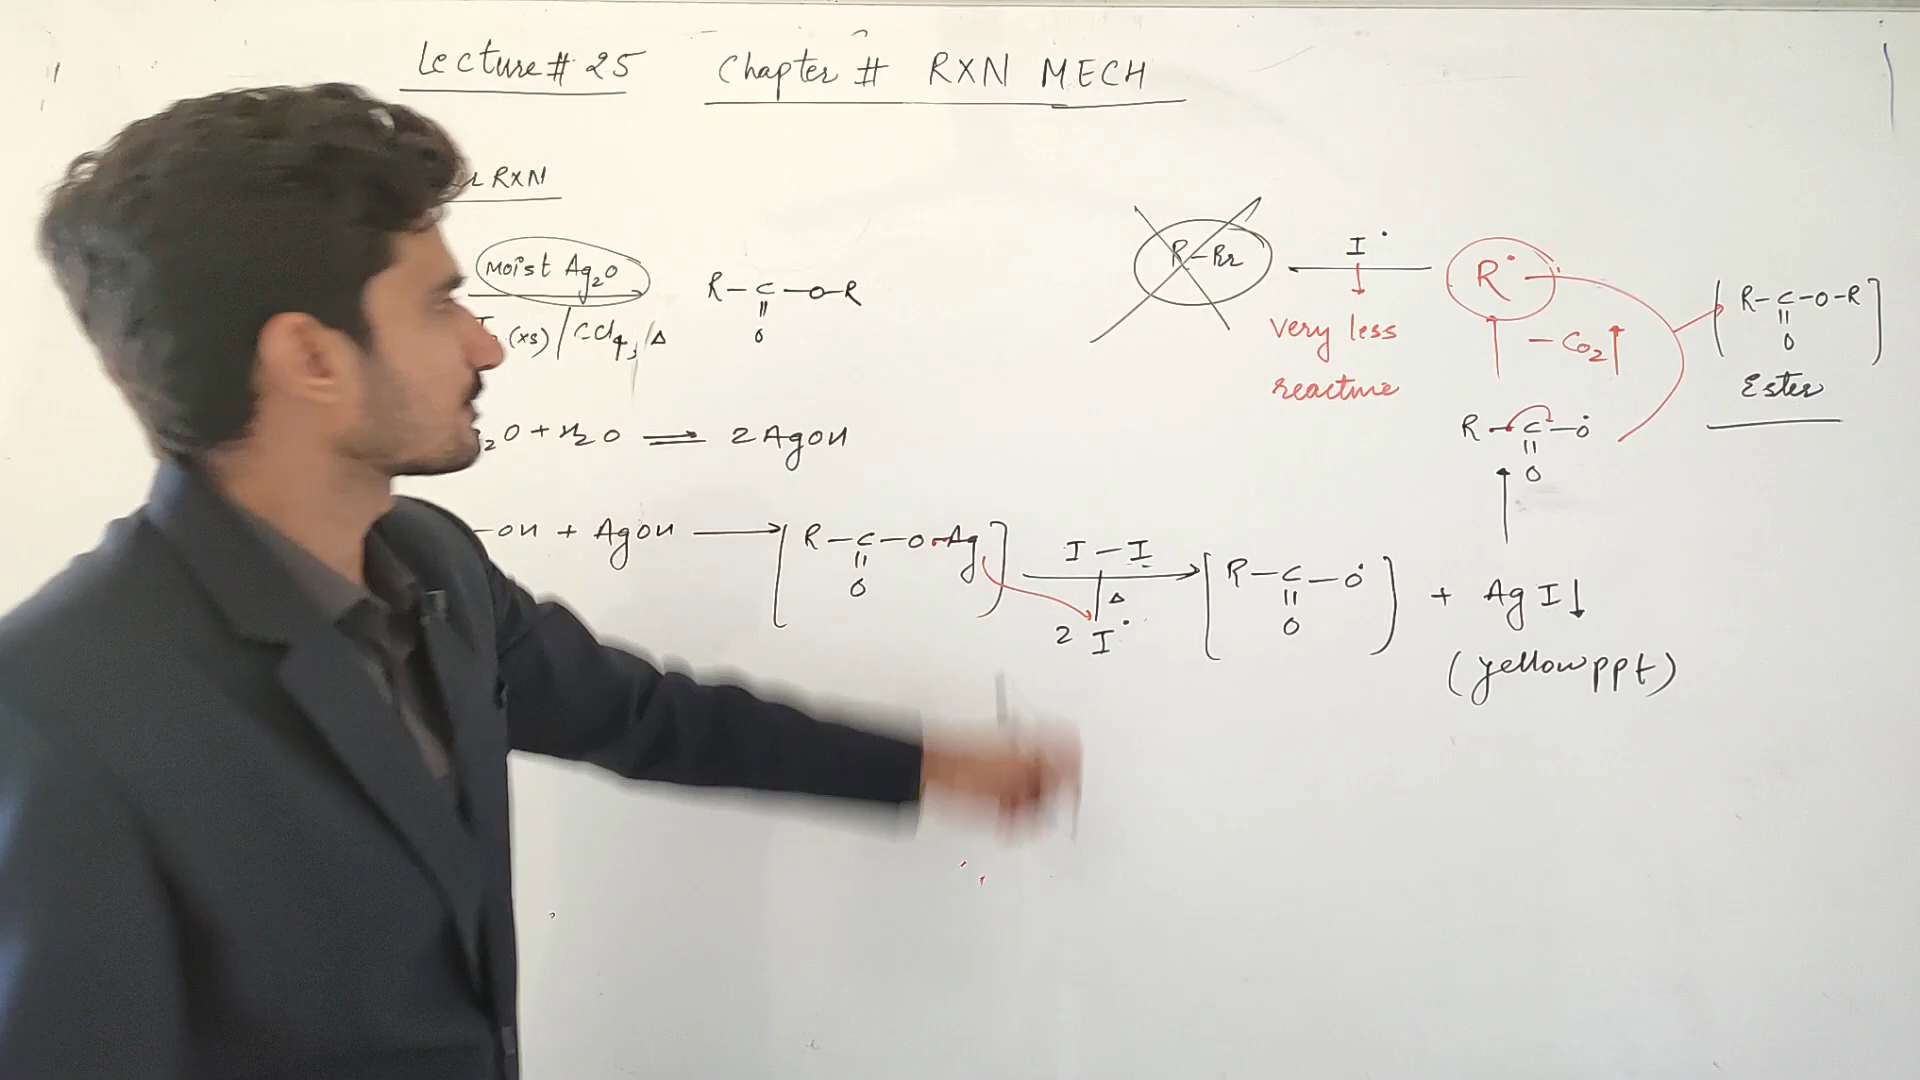 Lecture # 25 Chapter # RXN MECH
RXN
Moist Ag2O
(xs) / CCl4, Δ
R-C-O-R
||
O
R-Br
I•
very less
reactive
R•
-CO2↑
R-C-O•
||
O
[R-C-O-R]
||
O
Ester
2O + H2O ⇌ 2AgOH
-OH + AgOH → [R-C-O-Ag]
||
O
I-I
Δ
2 I•
[R-C-O•] + AgI↓
||
O
(yellow ppt)